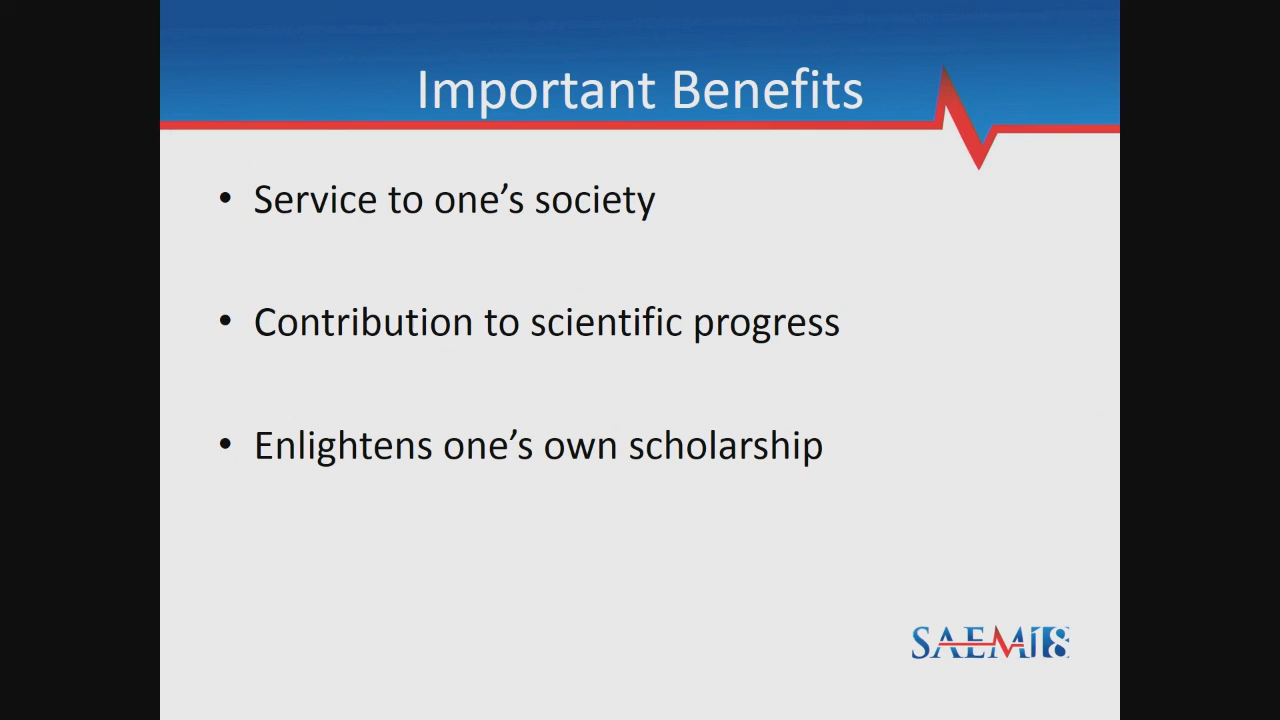 Important Benefits
• Service to one’s society
• Contribution to scientific progress
• Enlightens one’s own scholarship
SAEM18